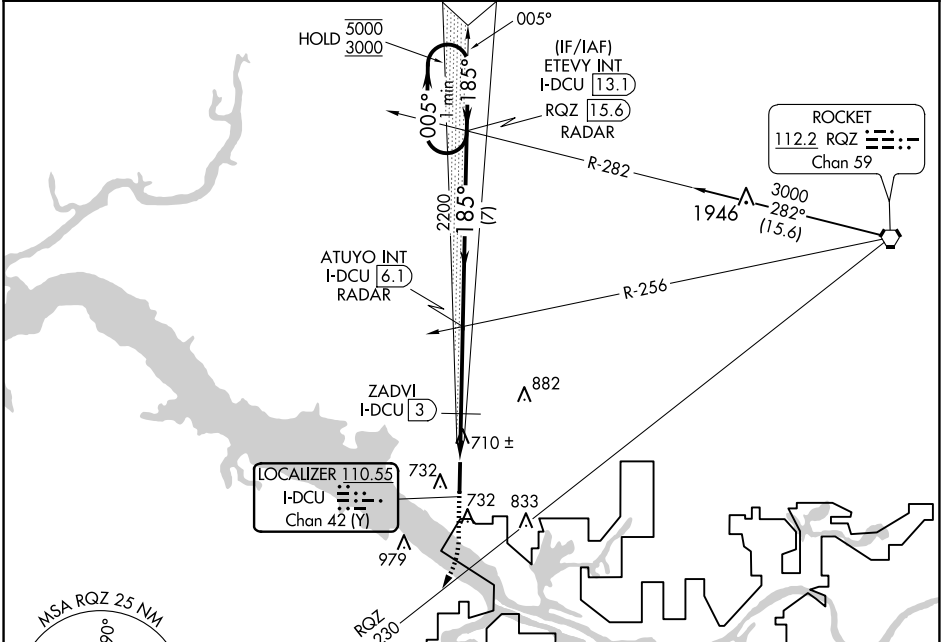 HOLD 5000
3000
005°
(IF/IAF)
ETEVY INT
I-DCU 13.1
RQZ 15.6
RADAR
005°
1 min
185°
ROCKET
112.2 RQZ
Chan 59
R-282
1946
3000
282°
(15.6)
2200
185°
(7)
ATUYO INT
I-DCU 6.1
RADAR
R-256
ZADVI
I-DCU 3
882
710 ±
LOCALIZER 110.55
I-DCU
Chan 42 (Y)
732
732
833
979
MSA RQZ 25 NM
90°
RQZ
230